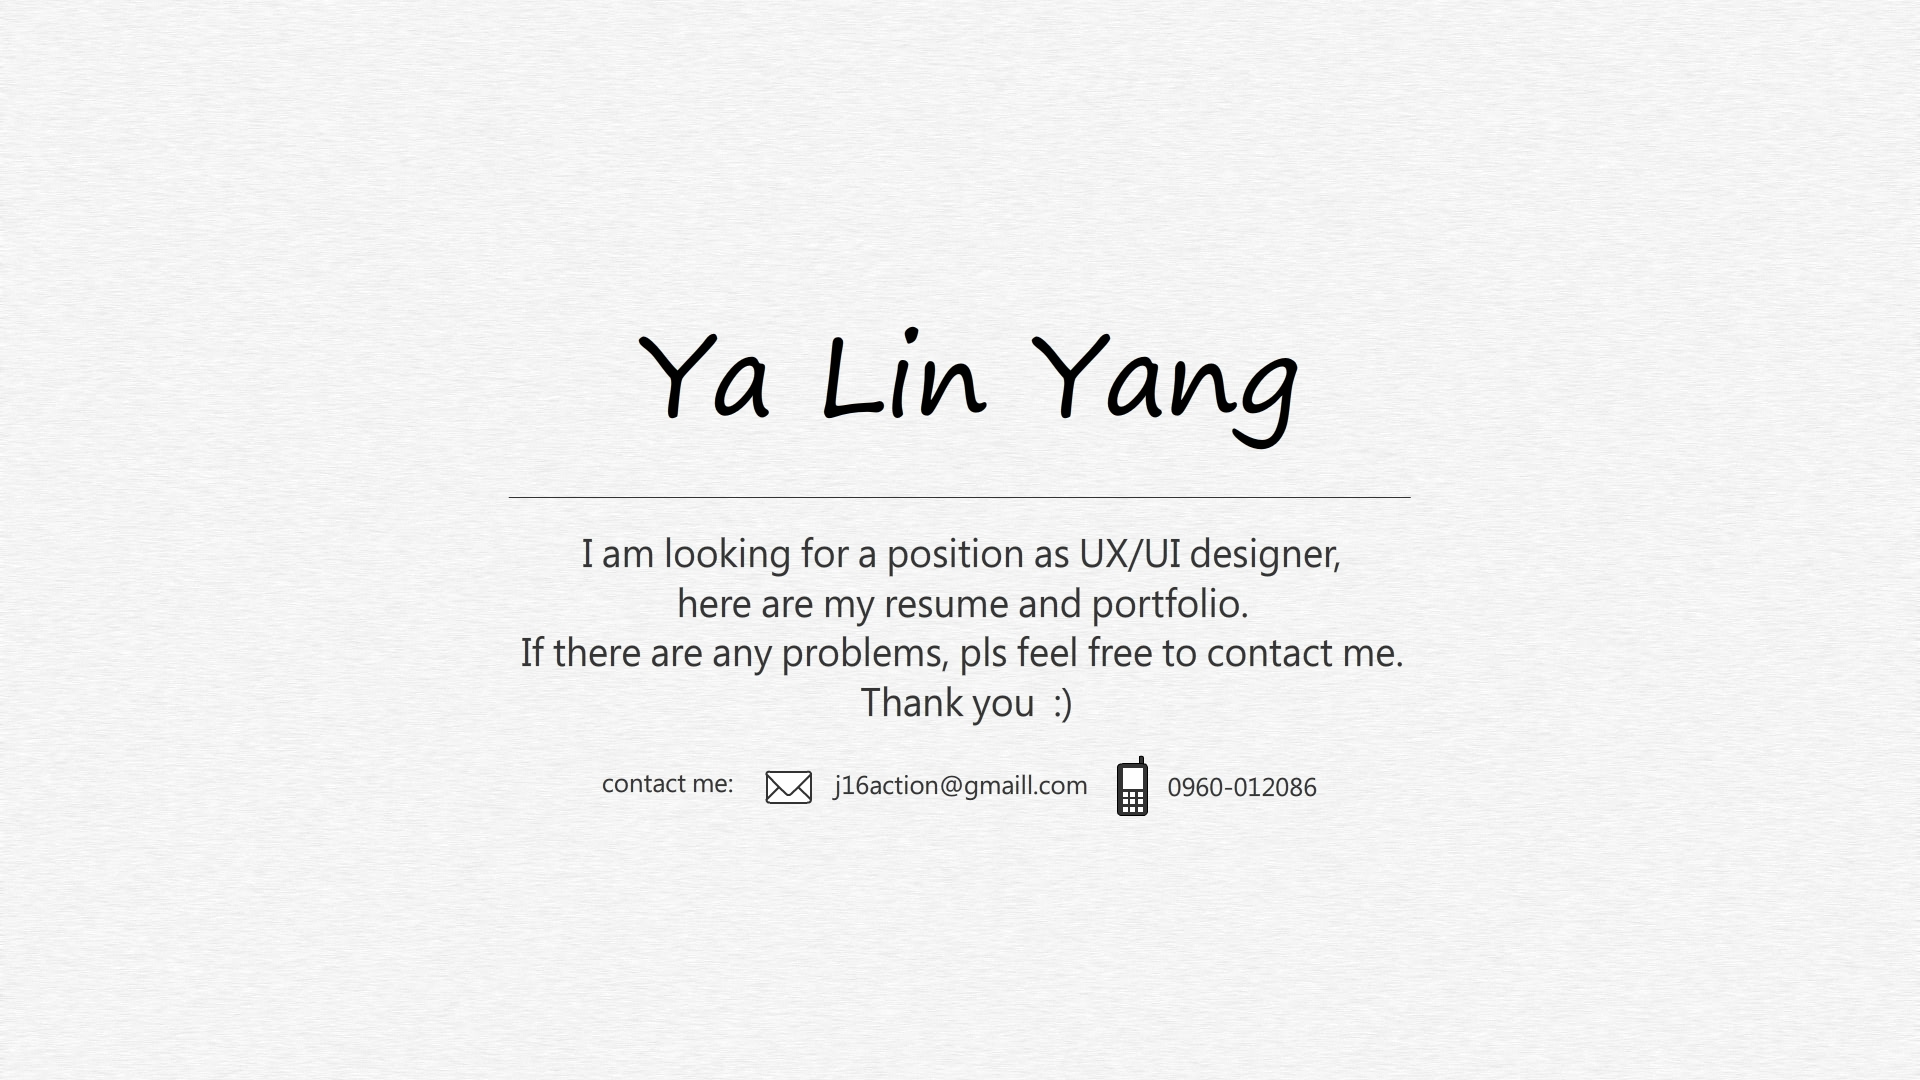 Ya Lin Yang
I am looking for a position as UX/UI designer,
here are my resume and portfolio.
If there are any problems, pls feel free to contact me.
Thank you  :)
contact me: j16action@gmaill.com 0960-012086